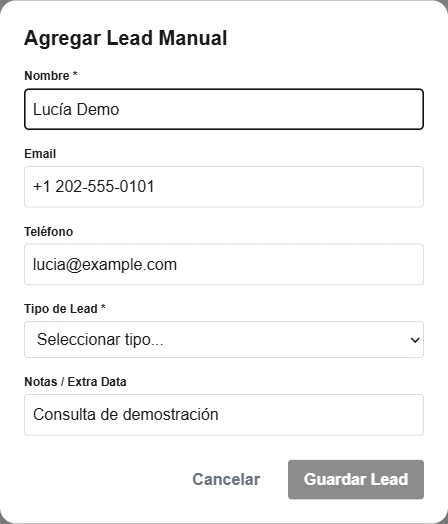 Agregar Lead Manual
Nombre *
Lucía Demo
Email
+1 202-555-0101
Teléfono
lucia@example.com
Tipo de Lead *
Seleccionar tipo...
Notas / Extra Data
Consulta de demostración
Cancelar Guardar Lead